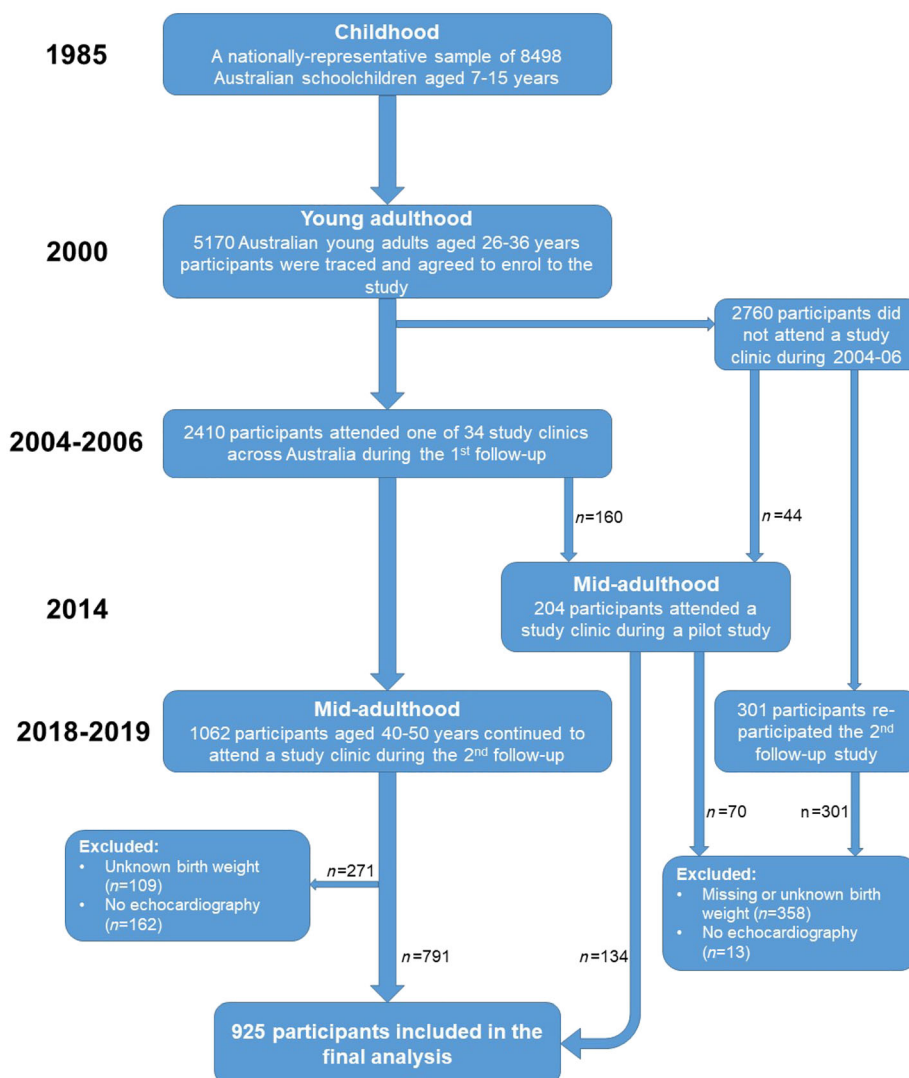 1985
Childhood
A nationally-representative sample of 8498
Australian schoolchildren aged 7-15 years
2000
Young adulthood
5170 Australian young adults aged 26-36 years
participants were traced and agreed to enrol to the
study
2760 participants did
not attend a study
clinic during 2004-06
2004-2006
2410 participants attended one of 34 study clinics
across Australia during the 1st follow-up
n=160
n=44
2014
Mid-adulthood
204 participants attended a
study clinic during a pilot study
2018-2019
Mid-adulthood
1062 participants aged 40-50 years continued to
attend a study clinic during the 2nd follow-up
301 participants re-
participated the 2nd
follow-up study
n=70
n=301
Excluded:
• Unknown birth weight
(n=109)
• No echocardiography
(n=162)
n=271
Excluded:
• Missing or unknown birth
weight (n=358)
• No echocardiography
(n=13)
n=791
n=134
925 participants included in the
final analysis